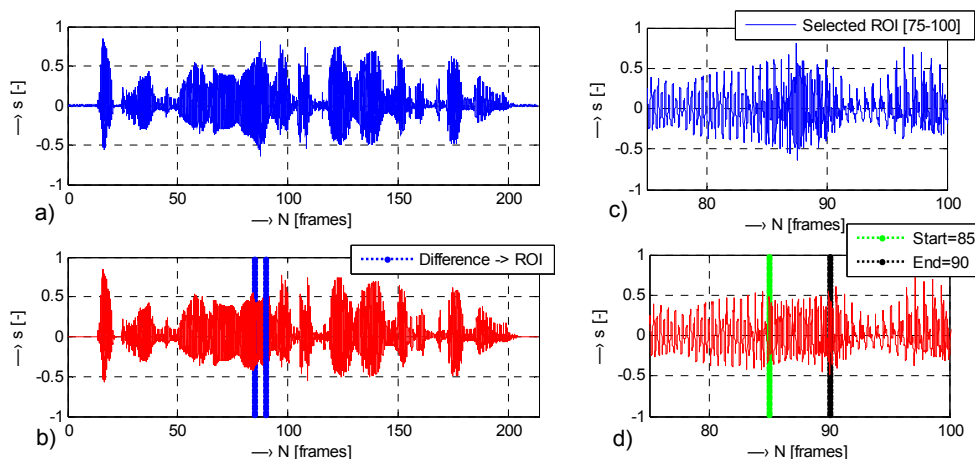 1
0.5
0
-0.5
-1
⟶ s [-]
0 50 100 150 200
⟶ N [frames]
a)
Selected ROI [75-100]
1
0.5
0
-0.5
-1
⟶ s [-]
80 90 100
⟶ N [frames]
c)
Difference -> ROI
1
0.5
0
-0.5
-1
⟶ s [-]
0 50 100 150 200
⟶ N [frames]
b)
Start=85
End=90
1
0.5
0
-0.5
-1
⟶ s [-]
80 90 100
⟶ N [frames]
d)